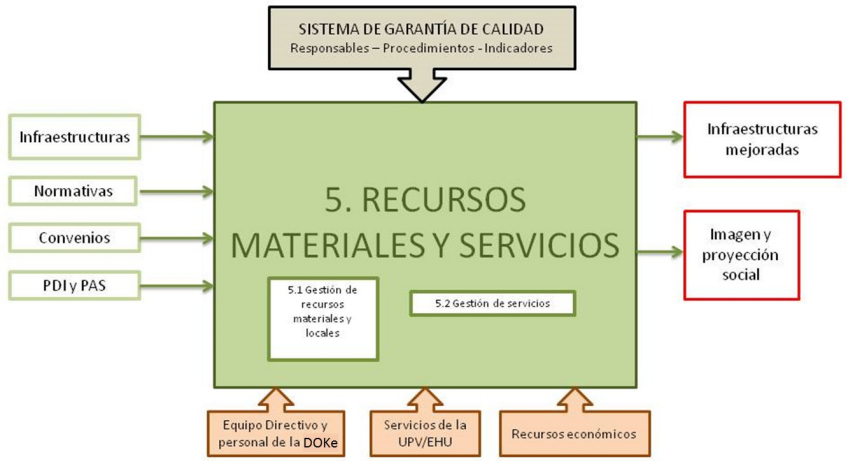 SISTEMA DE GARANTÍA DE CALIDAD
Responsables – Procedimientos - Indicadores
Infraestructuras
Normativas
Convenios
PDI y PAS
5. RECURSOS
MATERIALES Y SERVICIOS
5.1 Gestión de
recursos
materiales y
locales
5.2 Gestión de servicios
Infraestructuras
mejoradas
Imagen y
proyección
social
Equipo Directivo y
personal de la DOKe
Servicios de la
UPV/EHU
Recursos económicos